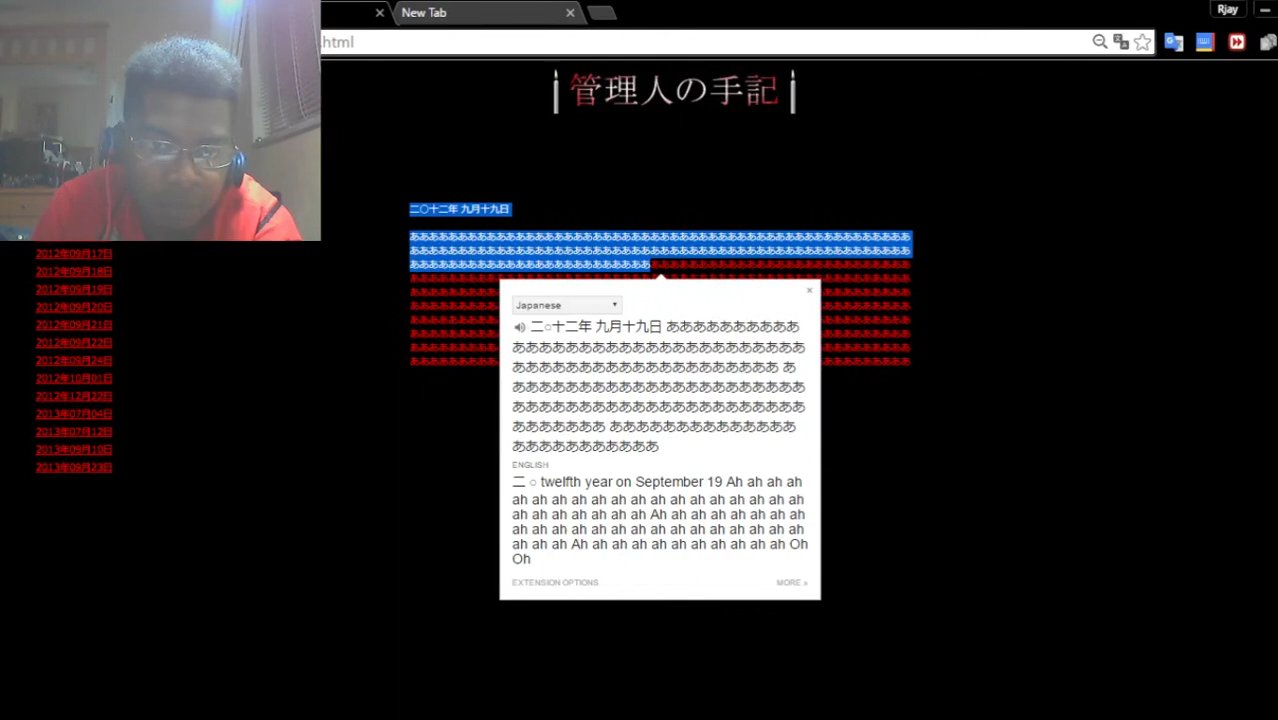 New Tab
Rjay
.html
管理人の手記
二〇十二年 九月十九日
2012年09月17日
2012年09月18日
2012年09月19日
2012年09月20日
2012年09月21日
2012年09月22日
2012年09月24日
2012年10月01日
2012年12月22日
2013年07月04日
2013年07月12日
2013年09月10日
2013年09月23日
Japanese
二○十二年 九月十九日 ああああああああああ
ああああああああああああああああああああああ
ああああああああああああああああああああ あ
ああああああああああああああああああああああ
ああああああああああああああああああああああ
あああああああ ああああああああああああああ
あああああああああああ
ENGLISH
二 ○ twelfth year on September 19 Ah ah ah ah
ah ah ah ah ah ah ah ah ah ah ah ah ah ah ah
ah ah ah ah ah ah ah Ah ah ah ah ah ah ah ah
ah ah ah ah ah ah ah ah ah ah ah ah ah ah ah
ah ah ah Ah ah ah ah ah ah ah ah ah ah ah Oh
Oh
EXTENSION OPTIONS
MORE »